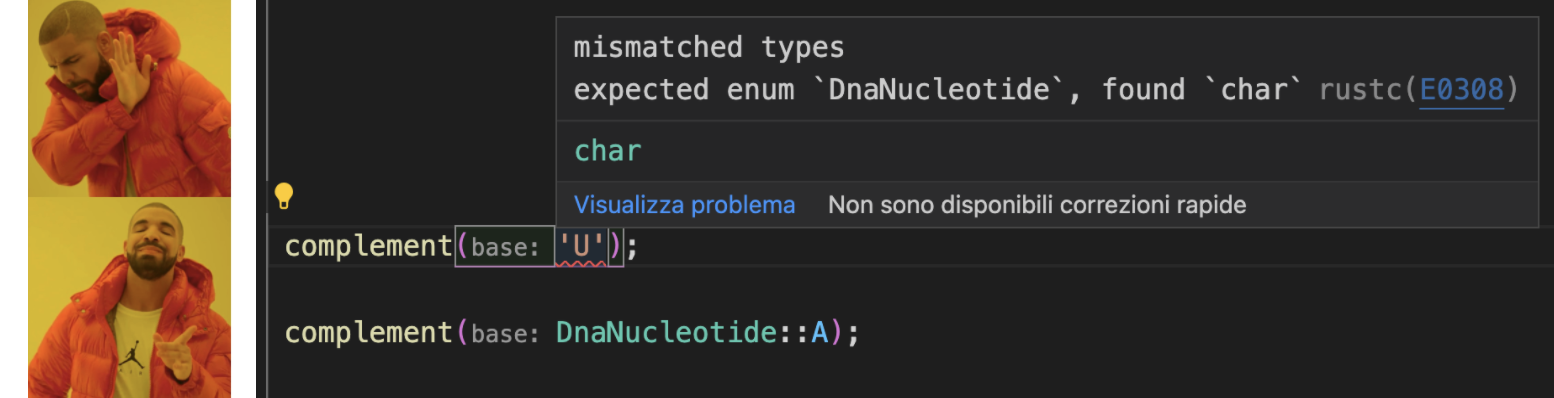 mismatched types
expected enum `DnaNucleotide`, found `char` rustc(E0308)
char
Visualizza problema Non sono disponibili correzioni rapide
complement(base: 'U');
complement(base: DnaNucleotide::A);